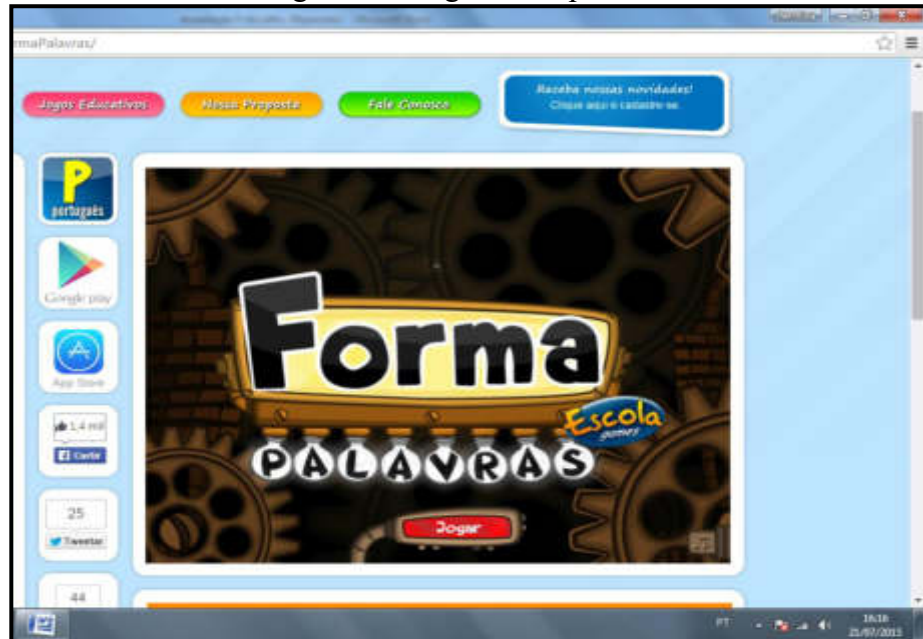 rmaPalavras/
Jogos Educativos
Nossa Proposta
Fale Conosco
Receba nossas novidades!
Clique aqui e cadastre-se.
P
português
Google play
App Store
1,4 mil
Curtir
25
Tweetar
44
Forma
Escola
games
PALAVRAS
Jogar
PT
16:16
21/07/2013